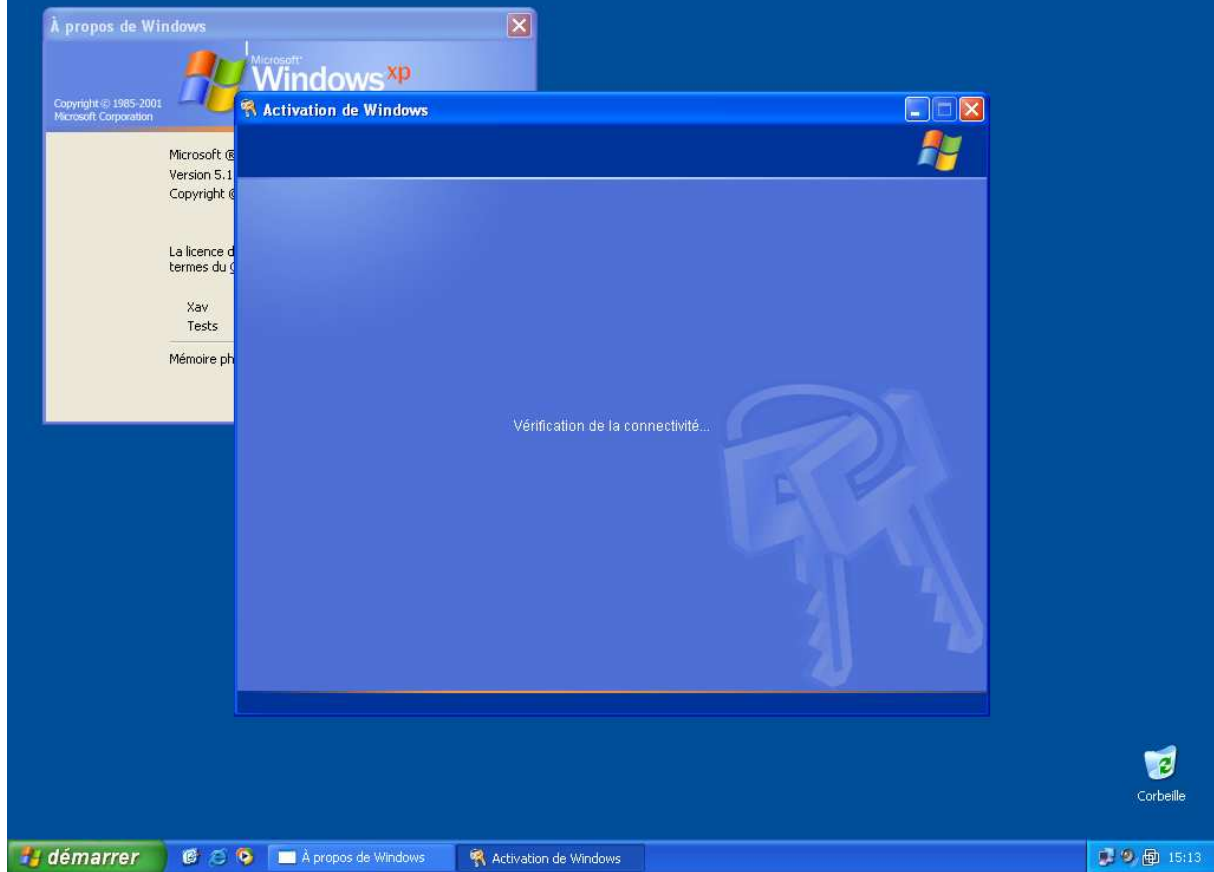 À propos de Windows
Microsoft®
Windows xp
Copyright © 1985-2001
Microsoft Corporation
Activation de Windows
Microsoft ®
Version 5.1
Copyright ©
La licence d
termes du
Xav
Tests
Mémoire ph
Vérification de la connectivité...
Corbeille
démarrer
À propos de Windows
Activation de Windows
15:13